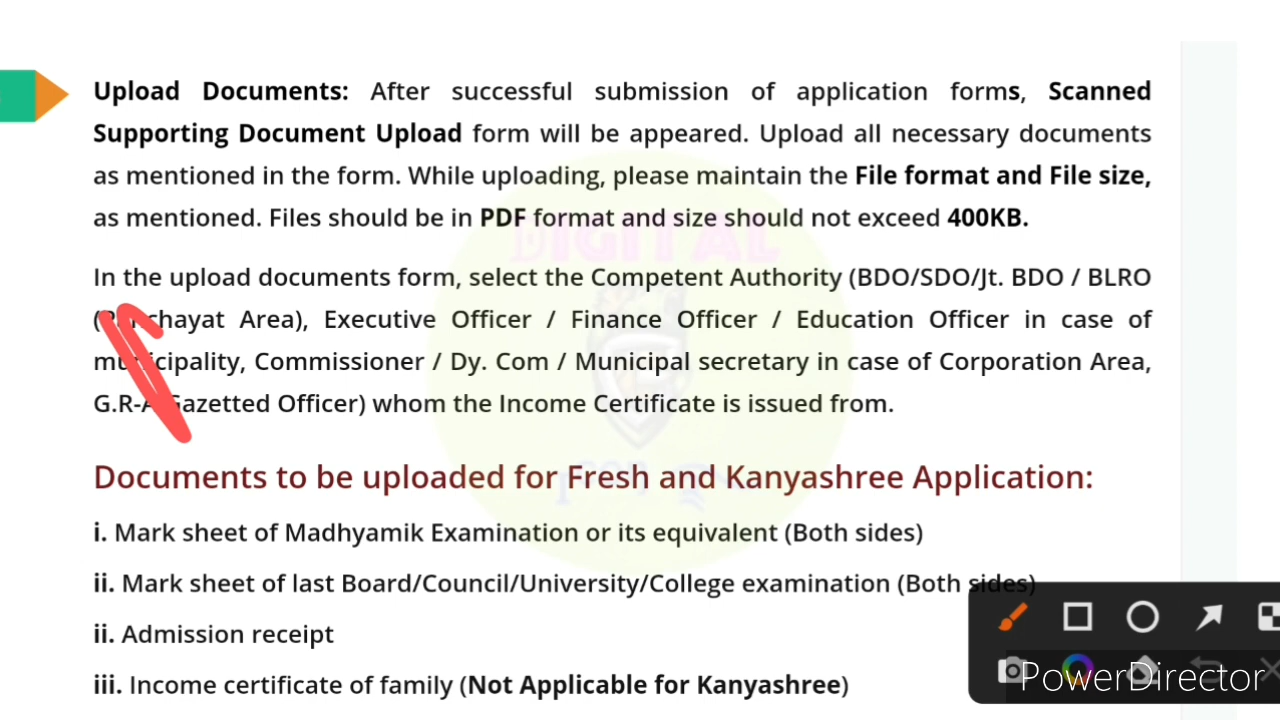 Upload Documents: After successful submission of application forms, Scanned
Supporting Document Upload form will be appeared. Upload all necessary documents
as mentioned in the form. While uploading, please maintain the File format and File size,
as mentioned. Files should be in PDF format and size should not exceed 400KB.
In the upload documents form, select the Competent Authority (BDO/SDO/Jt. BDO / BLRO
(Panchayat Area), Executive Officer / Finance Officer / Education Officer in case of
municipality, Commissioner / Dy. Com / Municipal secretary in case of Corporation Area,
G.R-A Gazetted Officer) whom the Income Certificate is issued from.
DIGITAL
Documents to be uploaded for Fresh and Kanyashree Application:
i. Mark sheet of Madhyamik Examination or its equivalent (Both sides)
ii. Mark sheet of last Board/Council/University/College examination (Both sides)
ii. Admission receipt
iii. Income certificate of family (Not Applicable for Kanyashree)
PowerDirector